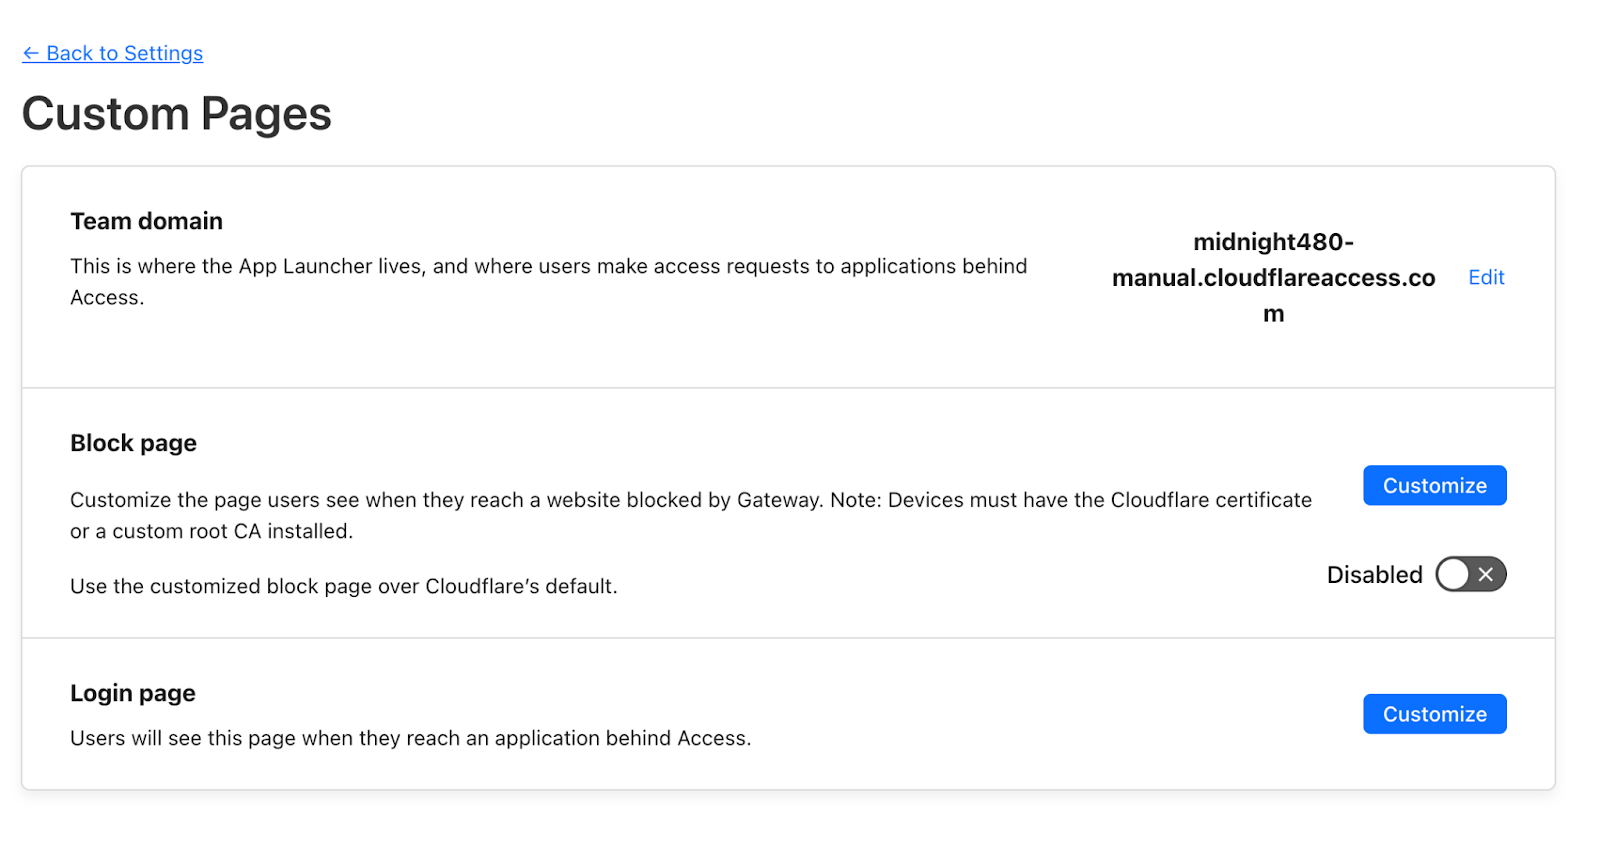 ← Back to Settings
Custom Pages
Team domain
This is where the App Launcher lives, and where users make access requests to applications behind
Access.
midnight480-
manual.cloudflareaccess.co
m
Edit
Block page
Customize the page users see when they reach a website blocked by Gateway. Note: Devices must have the Cloudflare certificate
or a custom root CA installed.
Customize
Use the customized block page over Cloudflare’s default.
Disabled
Login page
Users will see this page when they reach an application behind Access.
Customize